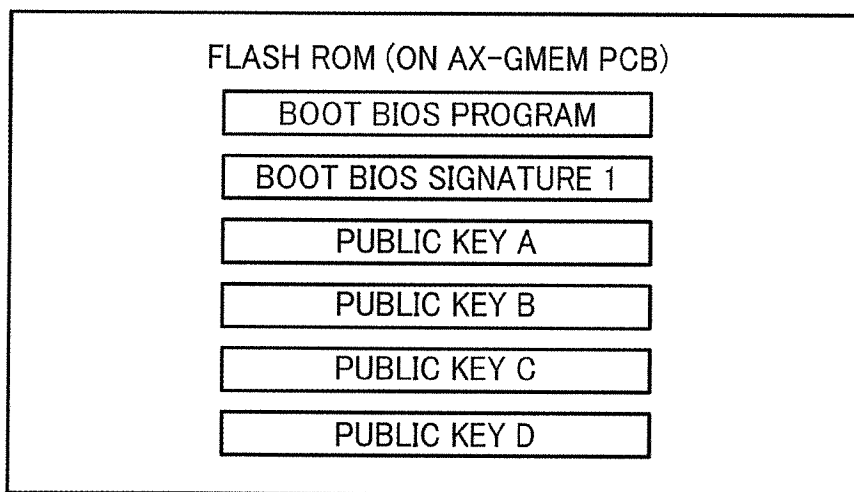 FLASH ROM (ON AX-GMEM PCB)
BOOT BIOS PROGRAM
BOOT BIOS SIGNATURE 1
PUBLIC KEY A
PUBLIC KEY B
PUBLIC KEY C
PUBLIC KEY D